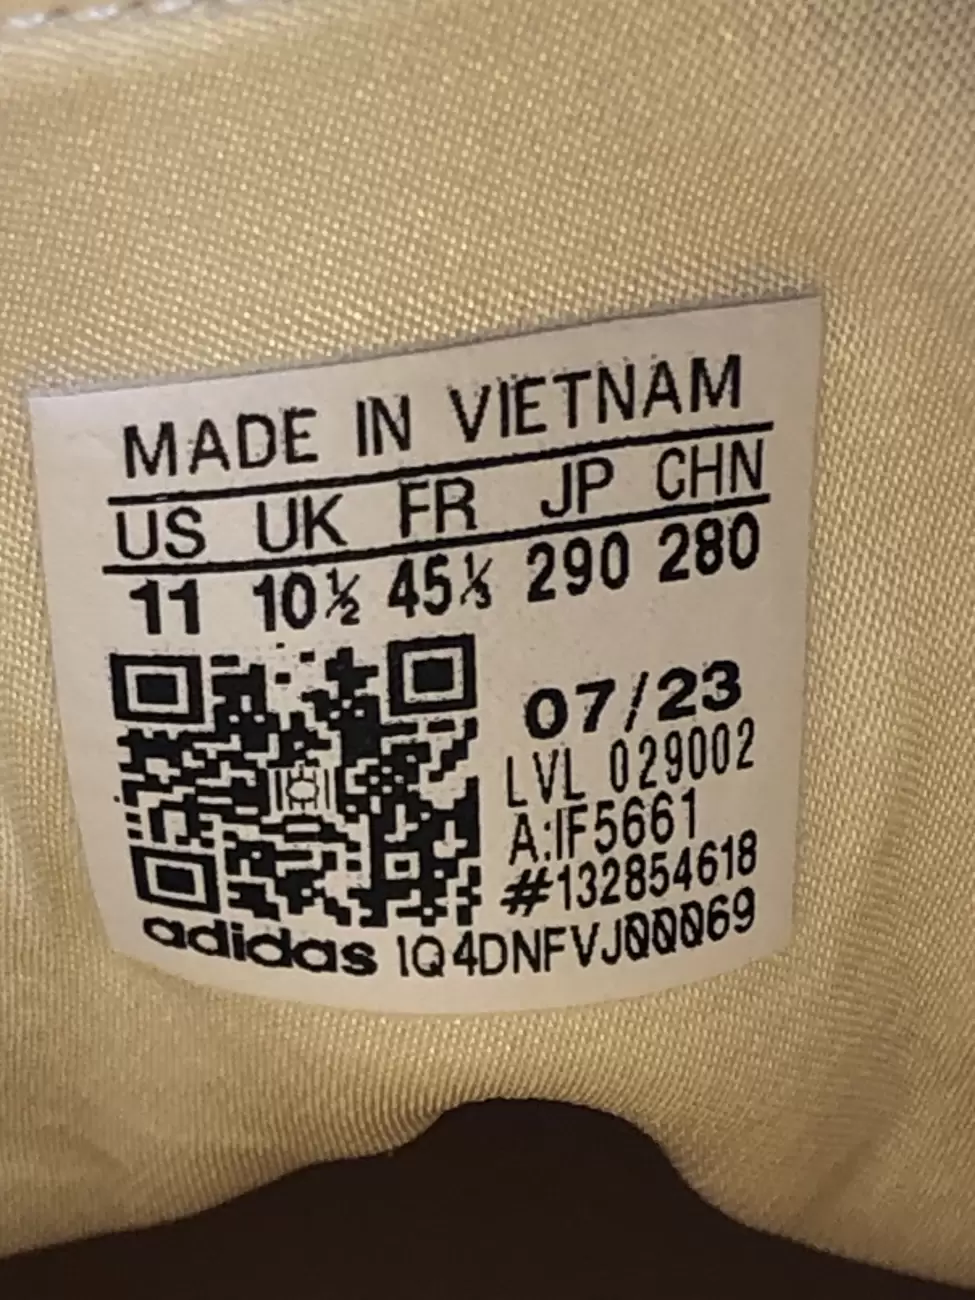 MADE IN VIETNAM
US UK FR JP CHN
11 10½ 45⅓ 290 280
07/23
LVL 029002
A:IF5661
#132854618
adidas 1Q4DNFVJ00069